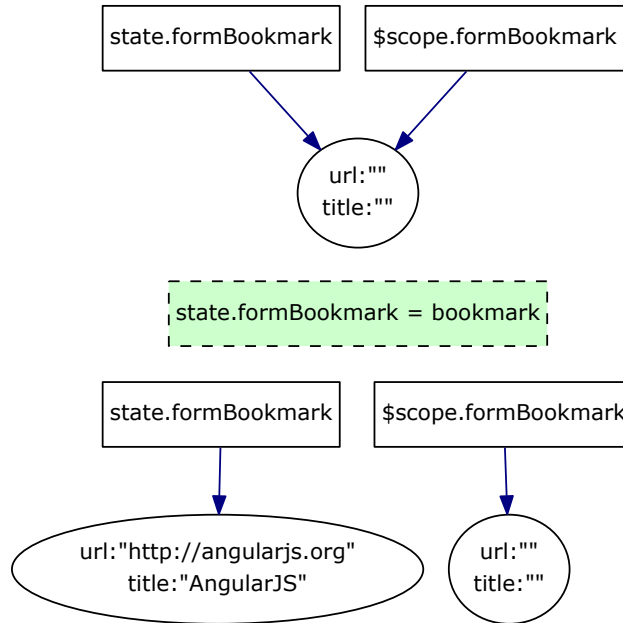 state.formBookmark
$scope.formBookmark
url:""
title:""
state.formBookmark = bookmark
state.formBookmark
$scope.formBookmark
url:"http://angularjs.org"
title:"AngularJS"
url:""
title:""